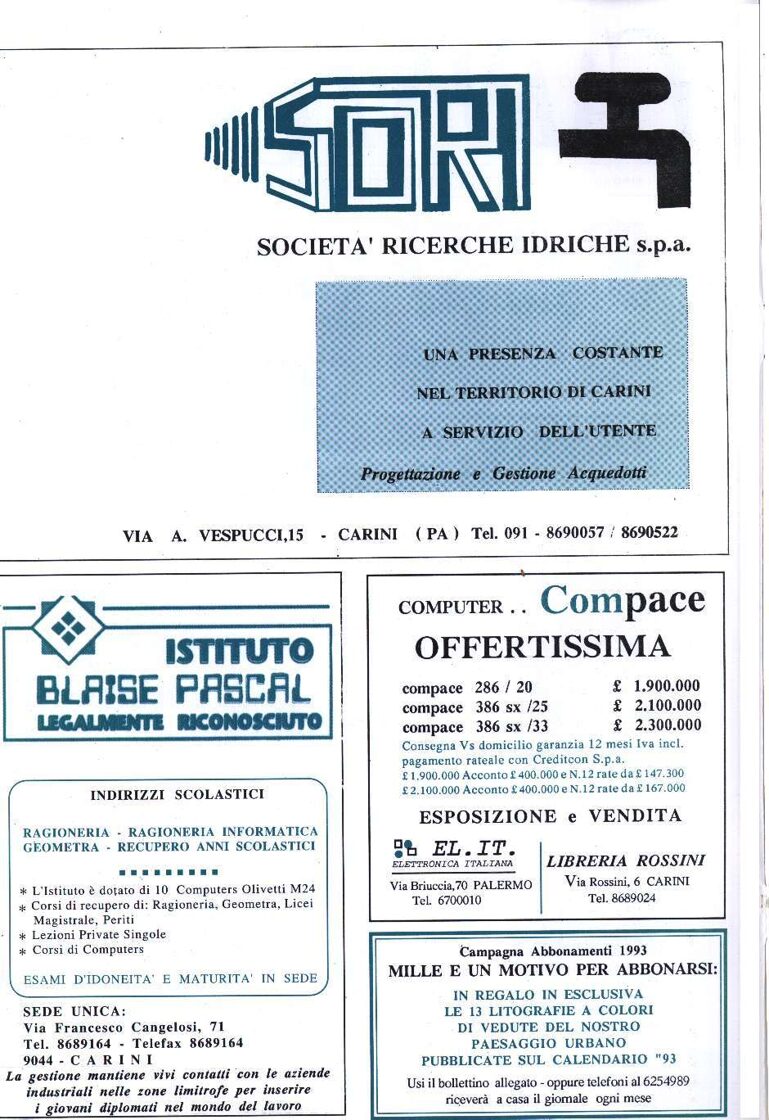 SORI
SOCIETA' RICERCHE IDRICHE s.p.a.
UNA PRESENZA COSTANTE
NEL TERRITORIO DI CARINI
A SERVIZIO DELL'UTENTE
Progettazione e Gestione Acquedotti
VIA A. VESPUCCI,15 - CARINI ( PA ) Tel. 091 - 8690057 / 8690522
ISTITUTO
BLAISE PASCAL
LEGALMENTE RICONOSCIUTO
INDIRIZZI SCOLASTICI
RAGIONERIA - RAGIONERIA INFORMATICA
GEOMETRA - RECUPERO ANNI SCOLASTICI
* L'Istituto è dotato di 10 Computers Olivetti M24
* Corsi di recupero di: Ragioneria, Geometra, Licei
Magistrale, Periti
* Lezioni Private Singole
* Corsi di Computers
ESAMI D'IDONEITA' E MATURITA' IN SEDE
SEDE UNICA:
Via Francesco Cangelosi, 71
Tel. 8689164 - Telefax 8689164
9044 - C A R I N I
La gestione mantiene vivi contatti con le aziende
industriali nelle zone limitrofe per inserire
i giovani diplomati nel mondo del lavoro
COMPUTER . . Compace
OFFERTISSIMA
compace 286 / 20 £ 1.900.000
compace 386 sx /25 £ 2.100.000
compace 386 sx /33 £ 2.300.000
Consegna Vs domicilio garanzia 12 mesi Iva incl.
pagamento rateale con Creditcon S.p.a.
£ 1.900.000 Acconto £ 400.000 e N.12 rate da £ 147.300
£ 2.100.000 Acconto £ 400.000 e N.12 rate da £ 167.000
ESPOSIZIONE e VENDITA
EL.IT.
ELETTRONICA ITALIANA
Via Briuccia,70 PALERMO
Tel. 6700010
LIBRERIA ROSSINI
Via Rossini, 6 CARINI
Tel. 8689024
Campagna Abbonamenti 1993
MILLE E UN MOTIVO PER ABBONARSI:
IN REGALO IN ESCLUSIVA
LE 13 LITOGRAFIE A COLORI
DI VEDUTE DEL NOSTRO
PAESAGGIO URBANO
PUBBLICATE SUL CALENDARIO "93
Usi il bollettino allegato - oppure telefoni al 6254989
riceverà a casa il giornale ogni mese